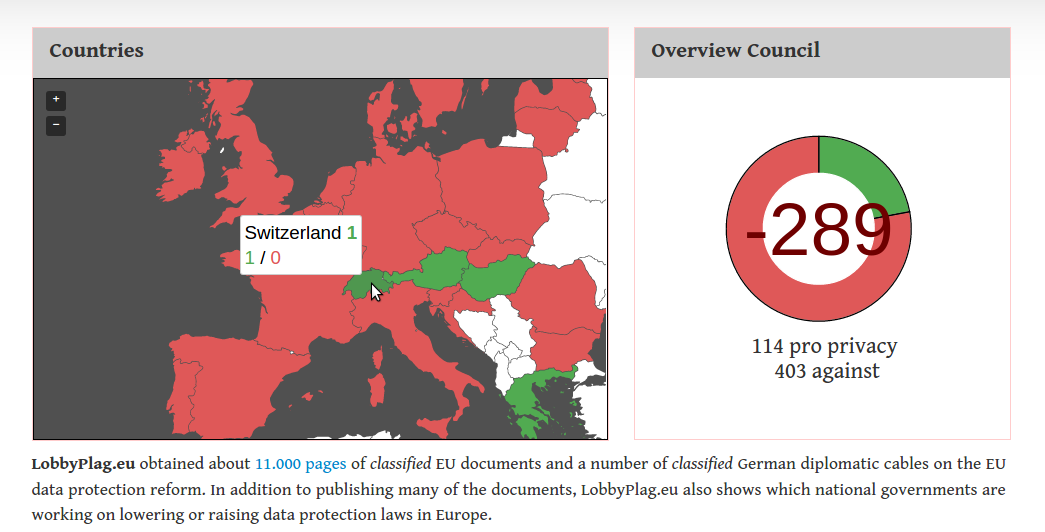 Countries
Overview Council
+
−
Switzerland 1
1 / 0
-289
114 pro privacy
403 against
LobbyPlag.eu obtained about 11.000 pages of classified EU documents and a number of classified German diplomatic cables on the EU
data protection reform. In addition to publishing many of the documents, LobbyPlag.eu also shows which national governments are
working on lowering or raising data protection laws in Europe.